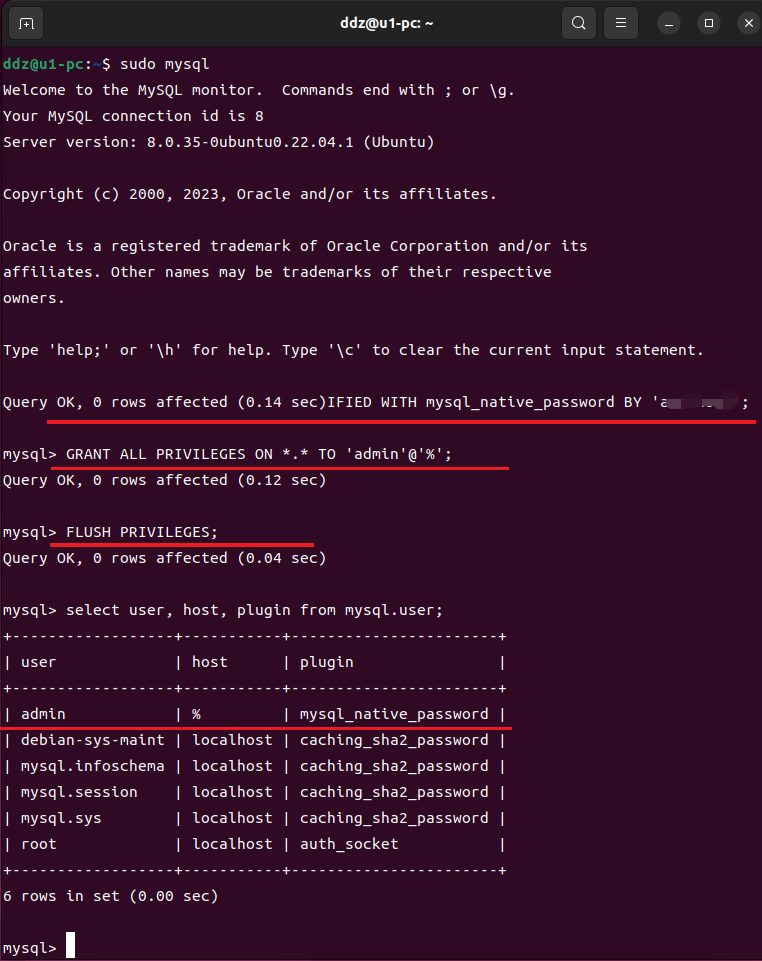 ddz@u1-pc: ~
ddz@u1-pc:~$ sudo mysql
Welcome to the MySQL monitor.  Commands end with ; or \g.
Your MySQL connection id is 8
Server version: 8.0.35-0ubuntu0.22.04.1 (Ubuntu)
Copyright (c) 2000, 2023, Oracle and/or its affiliates.
Oracle is a registered trademark of Oracle Corporation and/or its
affiliates. Other names may be trademarks of their respective
owners.
Type 'help;' or '\h' for help. Type '\c' to clear the current input statement.
Query OK, 0 rows affected (0.14 sec)IFIED WITH mysql_native_password BY ';
mysql> GRANT ALL PRIVILEGES ON *.* TO 'admin'@'%';
Query OK, 0 rows affected (0.12 sec)
mysql> FLUSH PRIVILEGES;
Query OK, 0 rows affected (0.04 sec)
mysql> select user, host, plugin from mysql.user;
+------------------+-----------+-----------------------+
| user             | host      | plugin                |
+------------------+-----------+-----------------------+
| admin            | %         | mysql_native_password |
| debian-sys-maint | localhost | caching_sha2_password |
| mysql.infoschema | localhost | caching_sha2_password |
| mysql.session    | localhost | caching_sha2_password |
| mysql.sys        | localhost | caching_sha2_password |
| root             | localhost | auth_socket           |
+------------------+-----------+-----------------------+
6 rows in set (0.00 sec)
mysql>